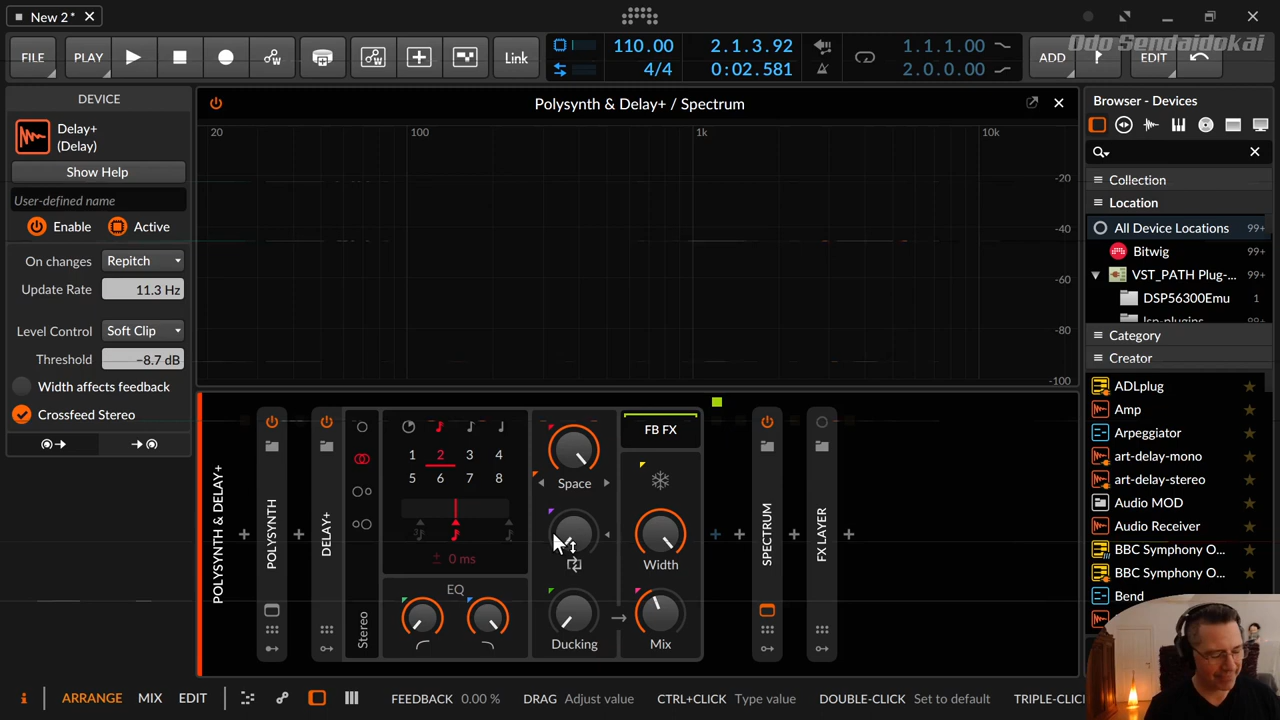 New 2*
FILE
PLAY
Link
110.00
4/4
2.1.3.92
0:02.581
1.1.1.00
2.0.0.00
ADD
EDIT
Odo Sendaidokai
DEVICE
Delay+
(Delay)
Show Help
User-defined name
Enable
Active
On changes
Repitch
Update Rate
11.3 Hz
Level Control
Soft Clip
Threshold
–8.7 dB
Width affects feedback
Crossfeed Stereo
Polysynth & Delay+ / Spectrum
20
100
1k
10k
-20
-40
-60
-80
-100
POLYSYNTH & DELAY+
POLYSYNTH
DELAY+
Stereo
1 2 3 4
5 6 7 8
± 0 ms
EQ
Space
Ducking
FB FX
Width
Mix
SPECTRUM
FX LAYER
Browser - Devices
Collection
Location
All Device Locations 99+
Bitwig 99+
VST_PATH Plug-... 99+
DSP56300Emu 1
lsp-plugins
Category
Creator
ADLplug
Amp
Arpeggiator
art-delay-mono
art-delay-stereo
Audio MOD
Audio Receiver
BBC Symphony O...
BBC Symphony O...
Bend
i
ARRANGE
MIX
EDIT
FEEDBACK 0.00 %
DRAG Adjust value
CTRL+CLICK Type value
DOUBLE-CLICK Set to default
TRIPLE-CLICK